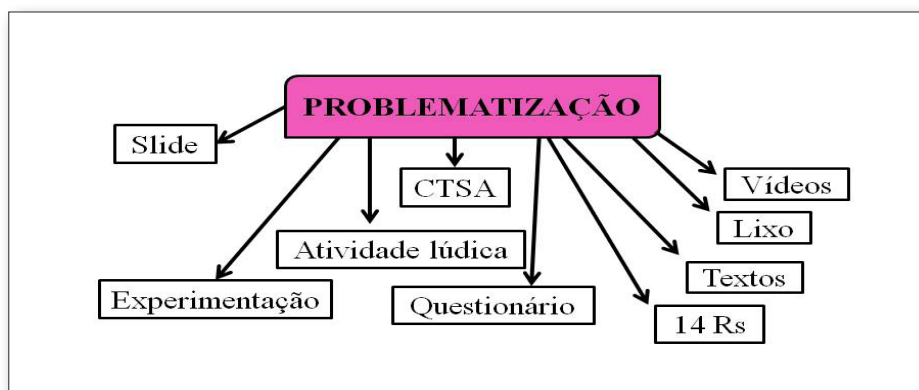 PROBLEMATIZAÇÃO
Slide
CTSA
Vídeos
Lixo
Atividade lúdica
Textos
Experimentação
Questionário
14 Rs